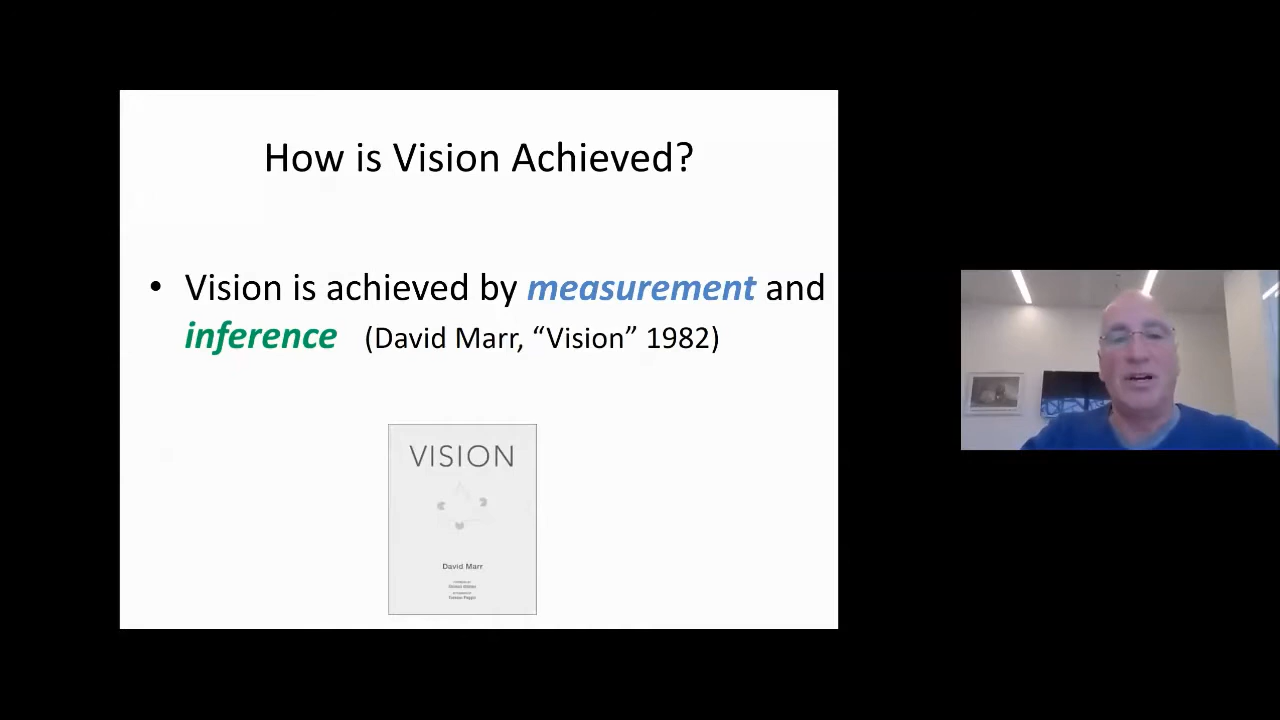 How is Vision Achieved?
• Vision is achieved by measurement and
inference (David Marr, “Vision” 1982)
VISION
David Marr